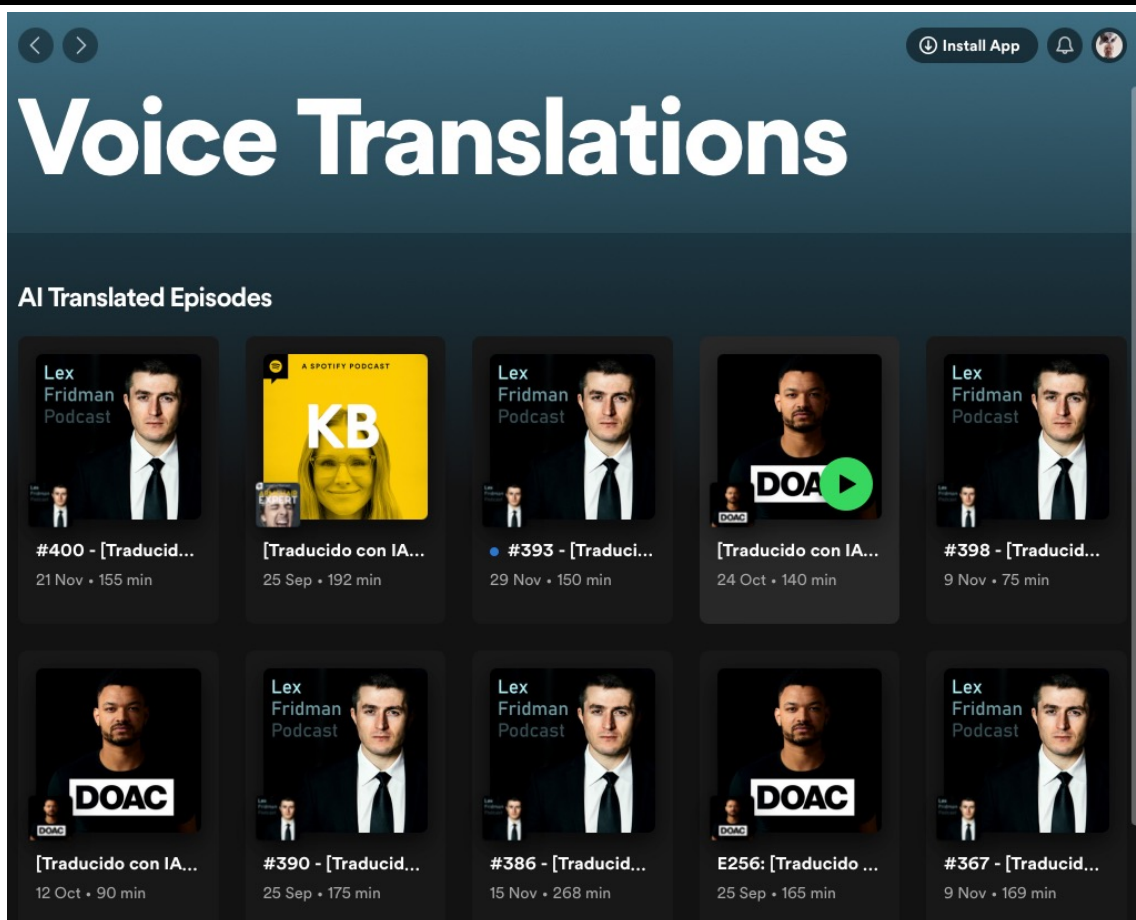 Install App
Voice Translations
AI Translated Episodes
Lex
Fridman
Podcast
#400 - [Traducid...
21 Nov • 155 min
A SPOTIFY PODCAST
KB
EXPERT
[Traducido con IA...
25 Sep • 192 min
Lex
Fridman
Podcast
#393 - [Traduci...
29 Nov • 150 min
DOA
DOAC
[Traducido con IA...
24 Oct • 140 min
Lex
Fridman
Podcast
#398 - [Traducid...
9 Nov • 75 min
DOAC
DOAC
[Traducido con IA...
12 Oct • 90 min
Lex
Fridman
Podcast
#390 - [Traducid...
25 Sep • 175 min
Lex
Fridman
Podcast
#386 - [Traducid...
15 Nov • 268 min
DOAC
DOAC
E256: [Traducido ...
25 Sep • 165 min
Lex
Fridman
Podcast
#367 - [Traducid...
9 Nov • 169 min